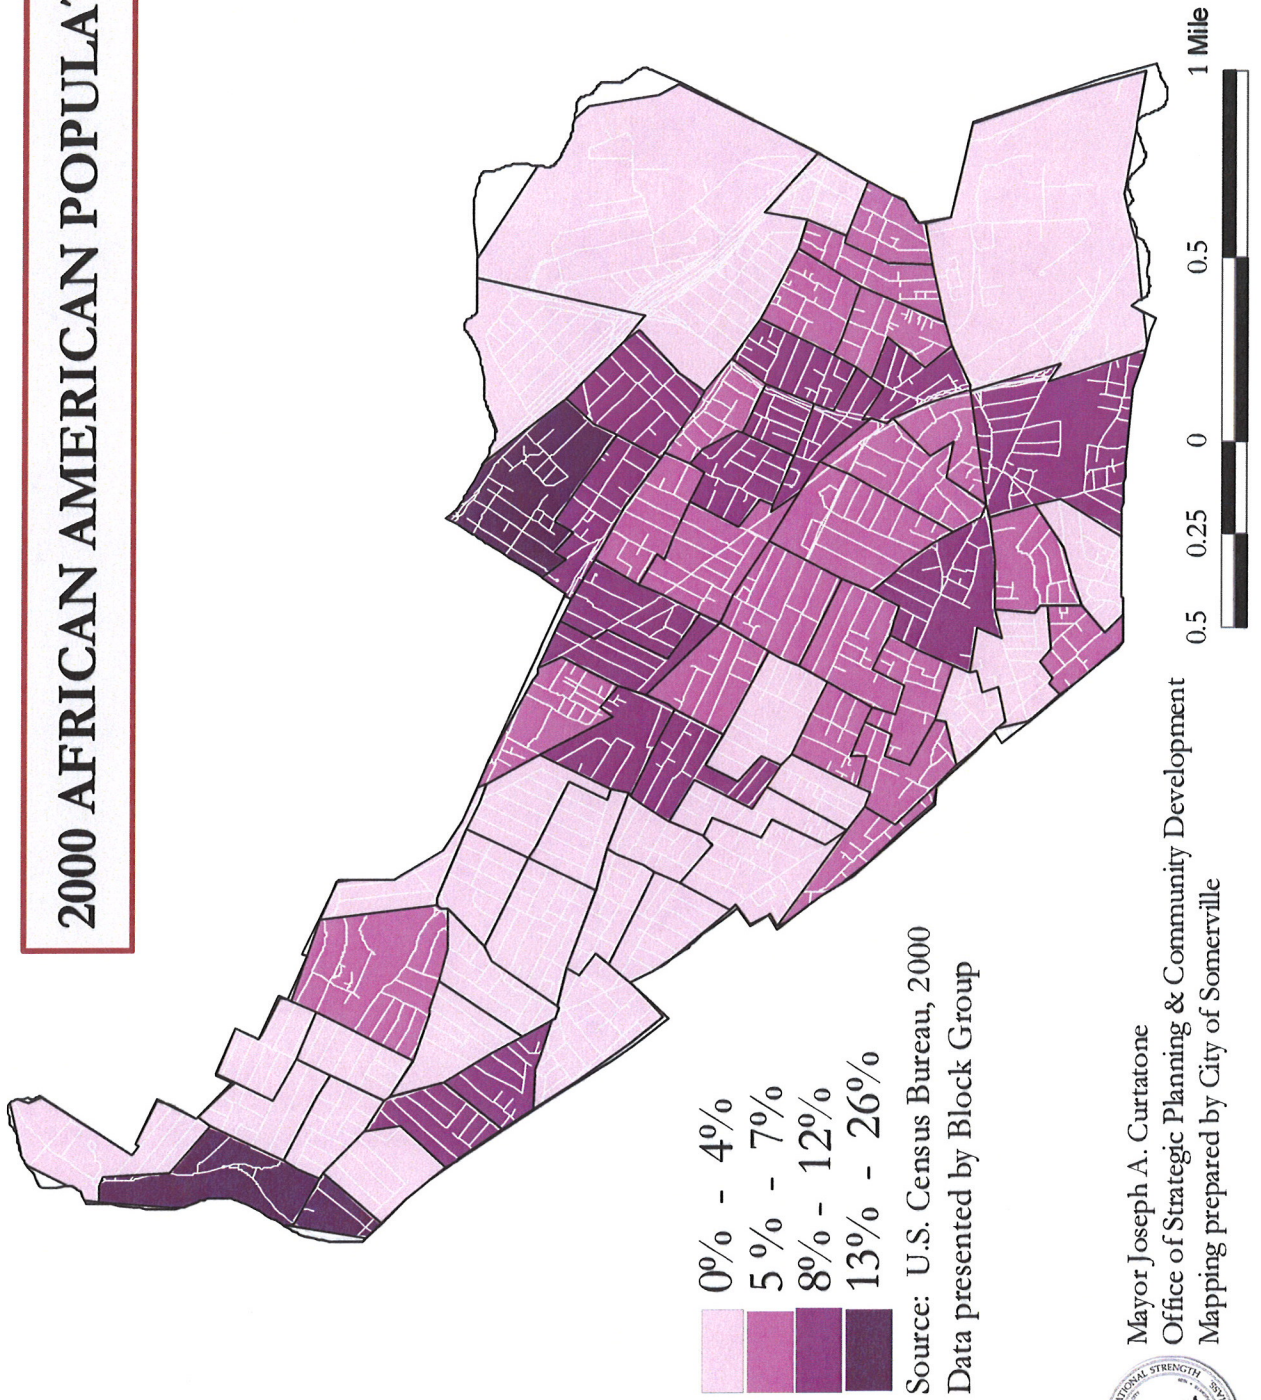 2000 AFRICAN AMERICAN POPULA
0% - 4%
5 % - 7%
8% - 12%
13% - 26%
Source: U.S. Census Bureau, 2000
Data presented by Block Group
Mayor Joseph A. Curtatone
Office of Strategic Planning & Community Development
Mapping prepared by City of Somerville
0.5 0.25 0 0.5 1 Mile
STRENGTH